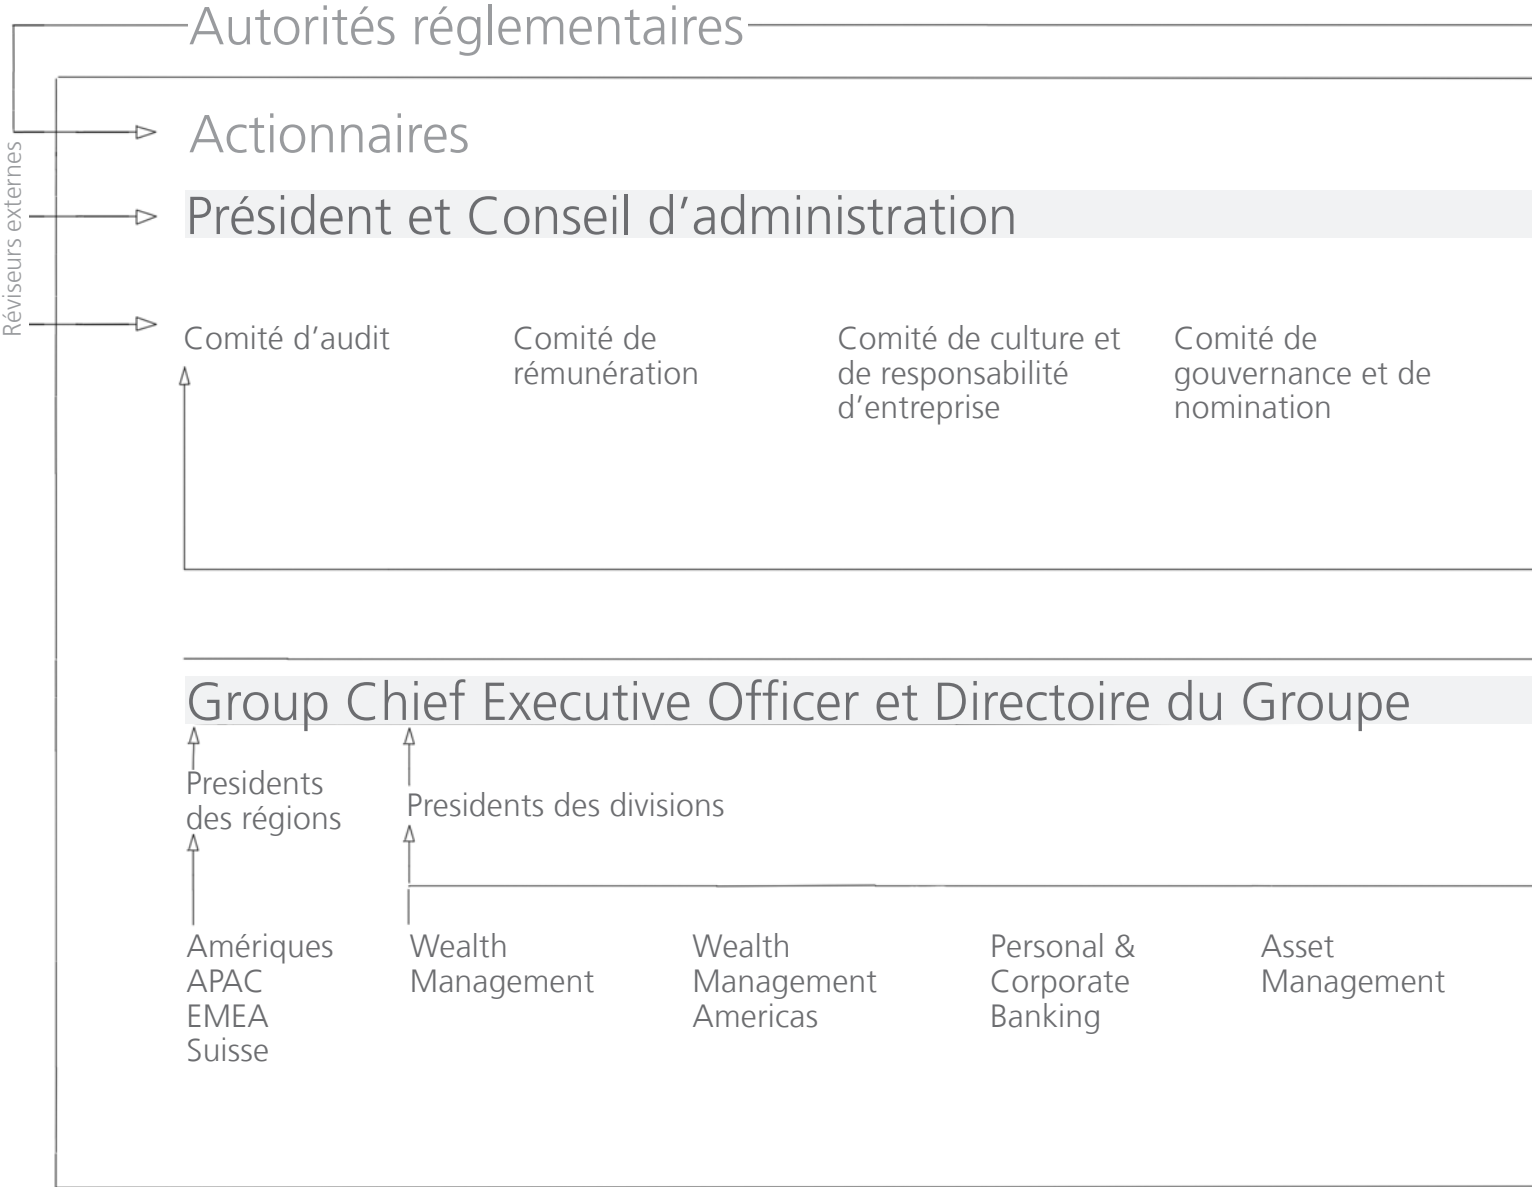 Autorités réglementaires
Actionnaires
Réviseurs externes
Président et Conseil d’administration
Comité d’audit
Comité de
rémunération
Comité de culture et
de responsabilité
d’entreprise
Comité de
gouvernance et de
nomination
Group Chief Executive Officer et Directoire du Groupe
Presidents
des régions
Presidents des divisions
Amériques
APAC
EMEA
Suisse
Wealth
Management
Wealth
Management
Americas
Personal &
Corporate
Banking
Asset
Management